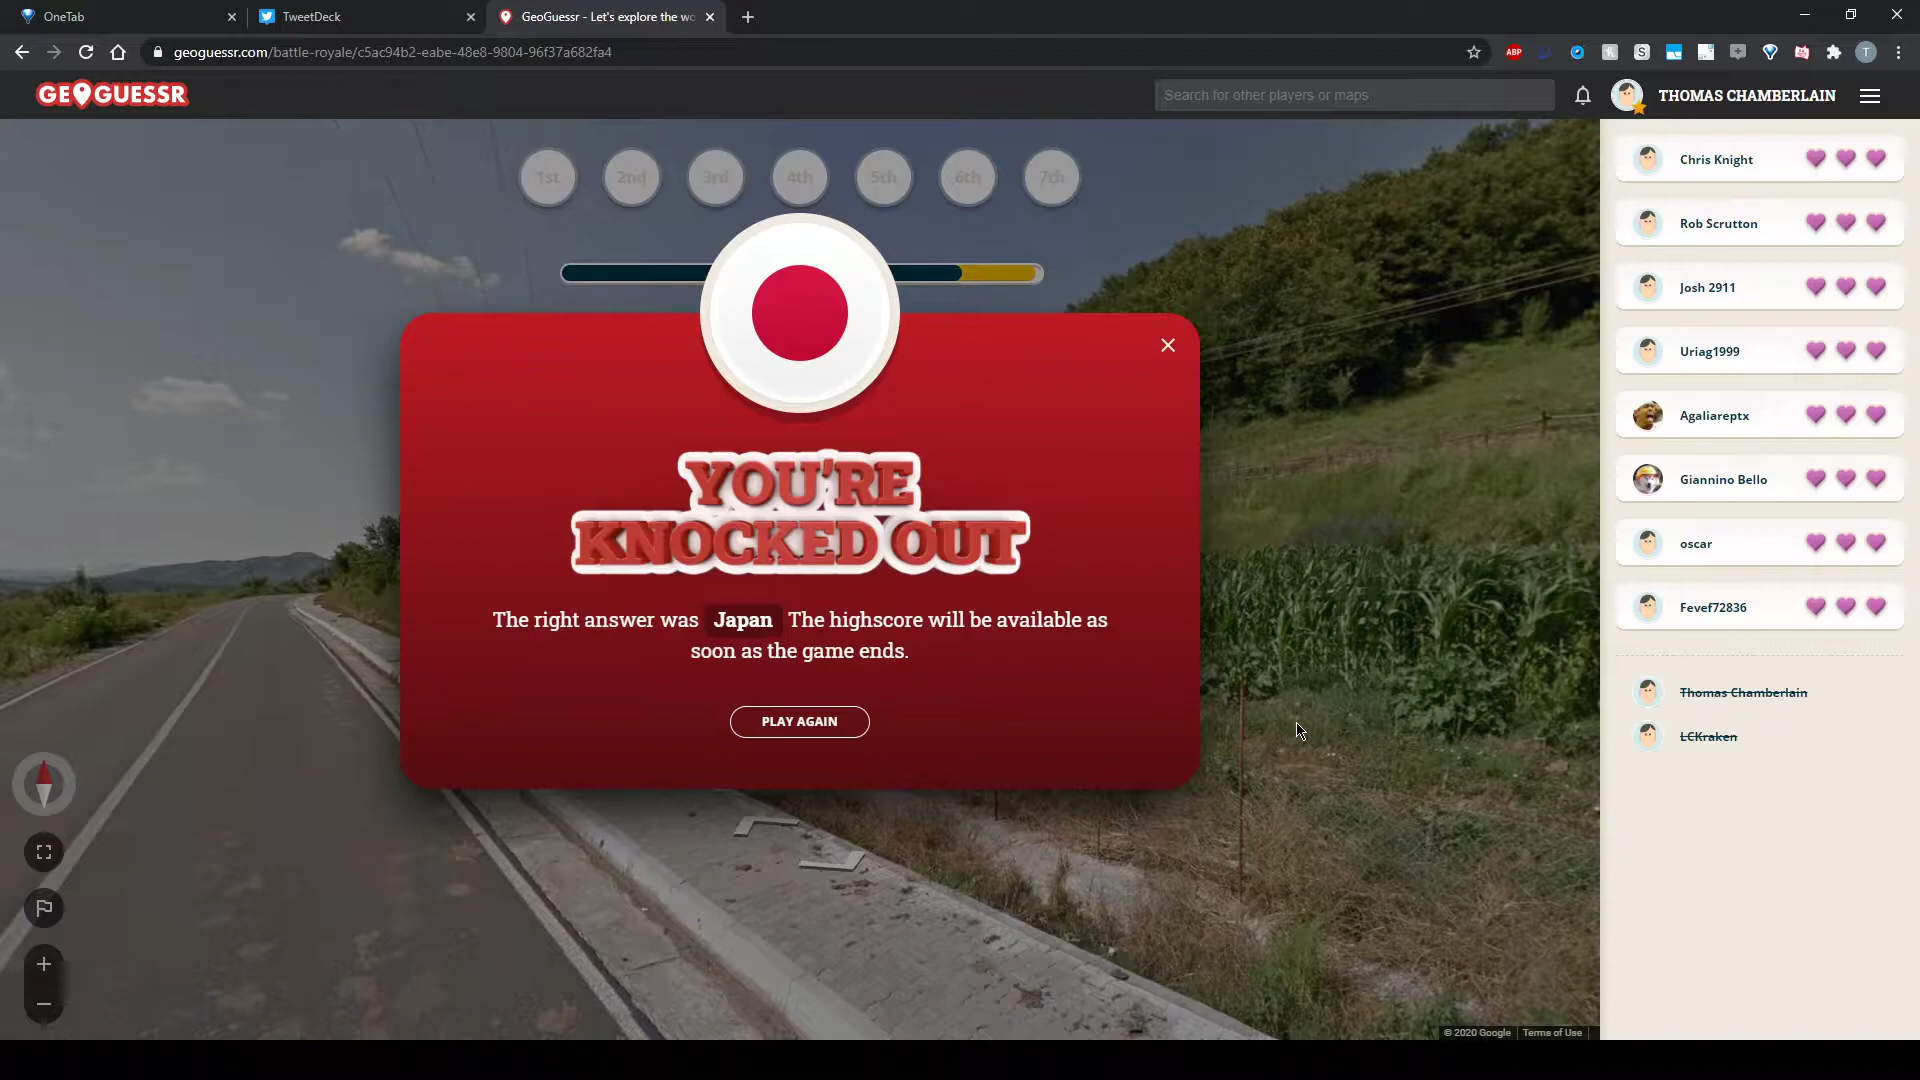 OneTab
TweetDeck
GeoGuessr - Let's explore the wo
geoguessr.com/battle-royale/c5ac94b2-eabe-48e8-9804-96f37a682fa4
ABP
S
T
GEOGUESSR
Search for other players or maps
THOMAS CHAMBERLAIN
1st
2nd
3rd
4th
5th
6th
7th
YOU'RE
KNOCKED OUT
The right answer was Japan The highscore will be available as
soon as the game ends.
PLAY AGAIN
Chris Knight
Rob Scrutton
Josh 2911
Uriag1999
Agaliareptx
Giannino Bello
oscar
Fevef72836
Thomas Chamberlain
LCKraken
© 2020 Google
Terms of Use